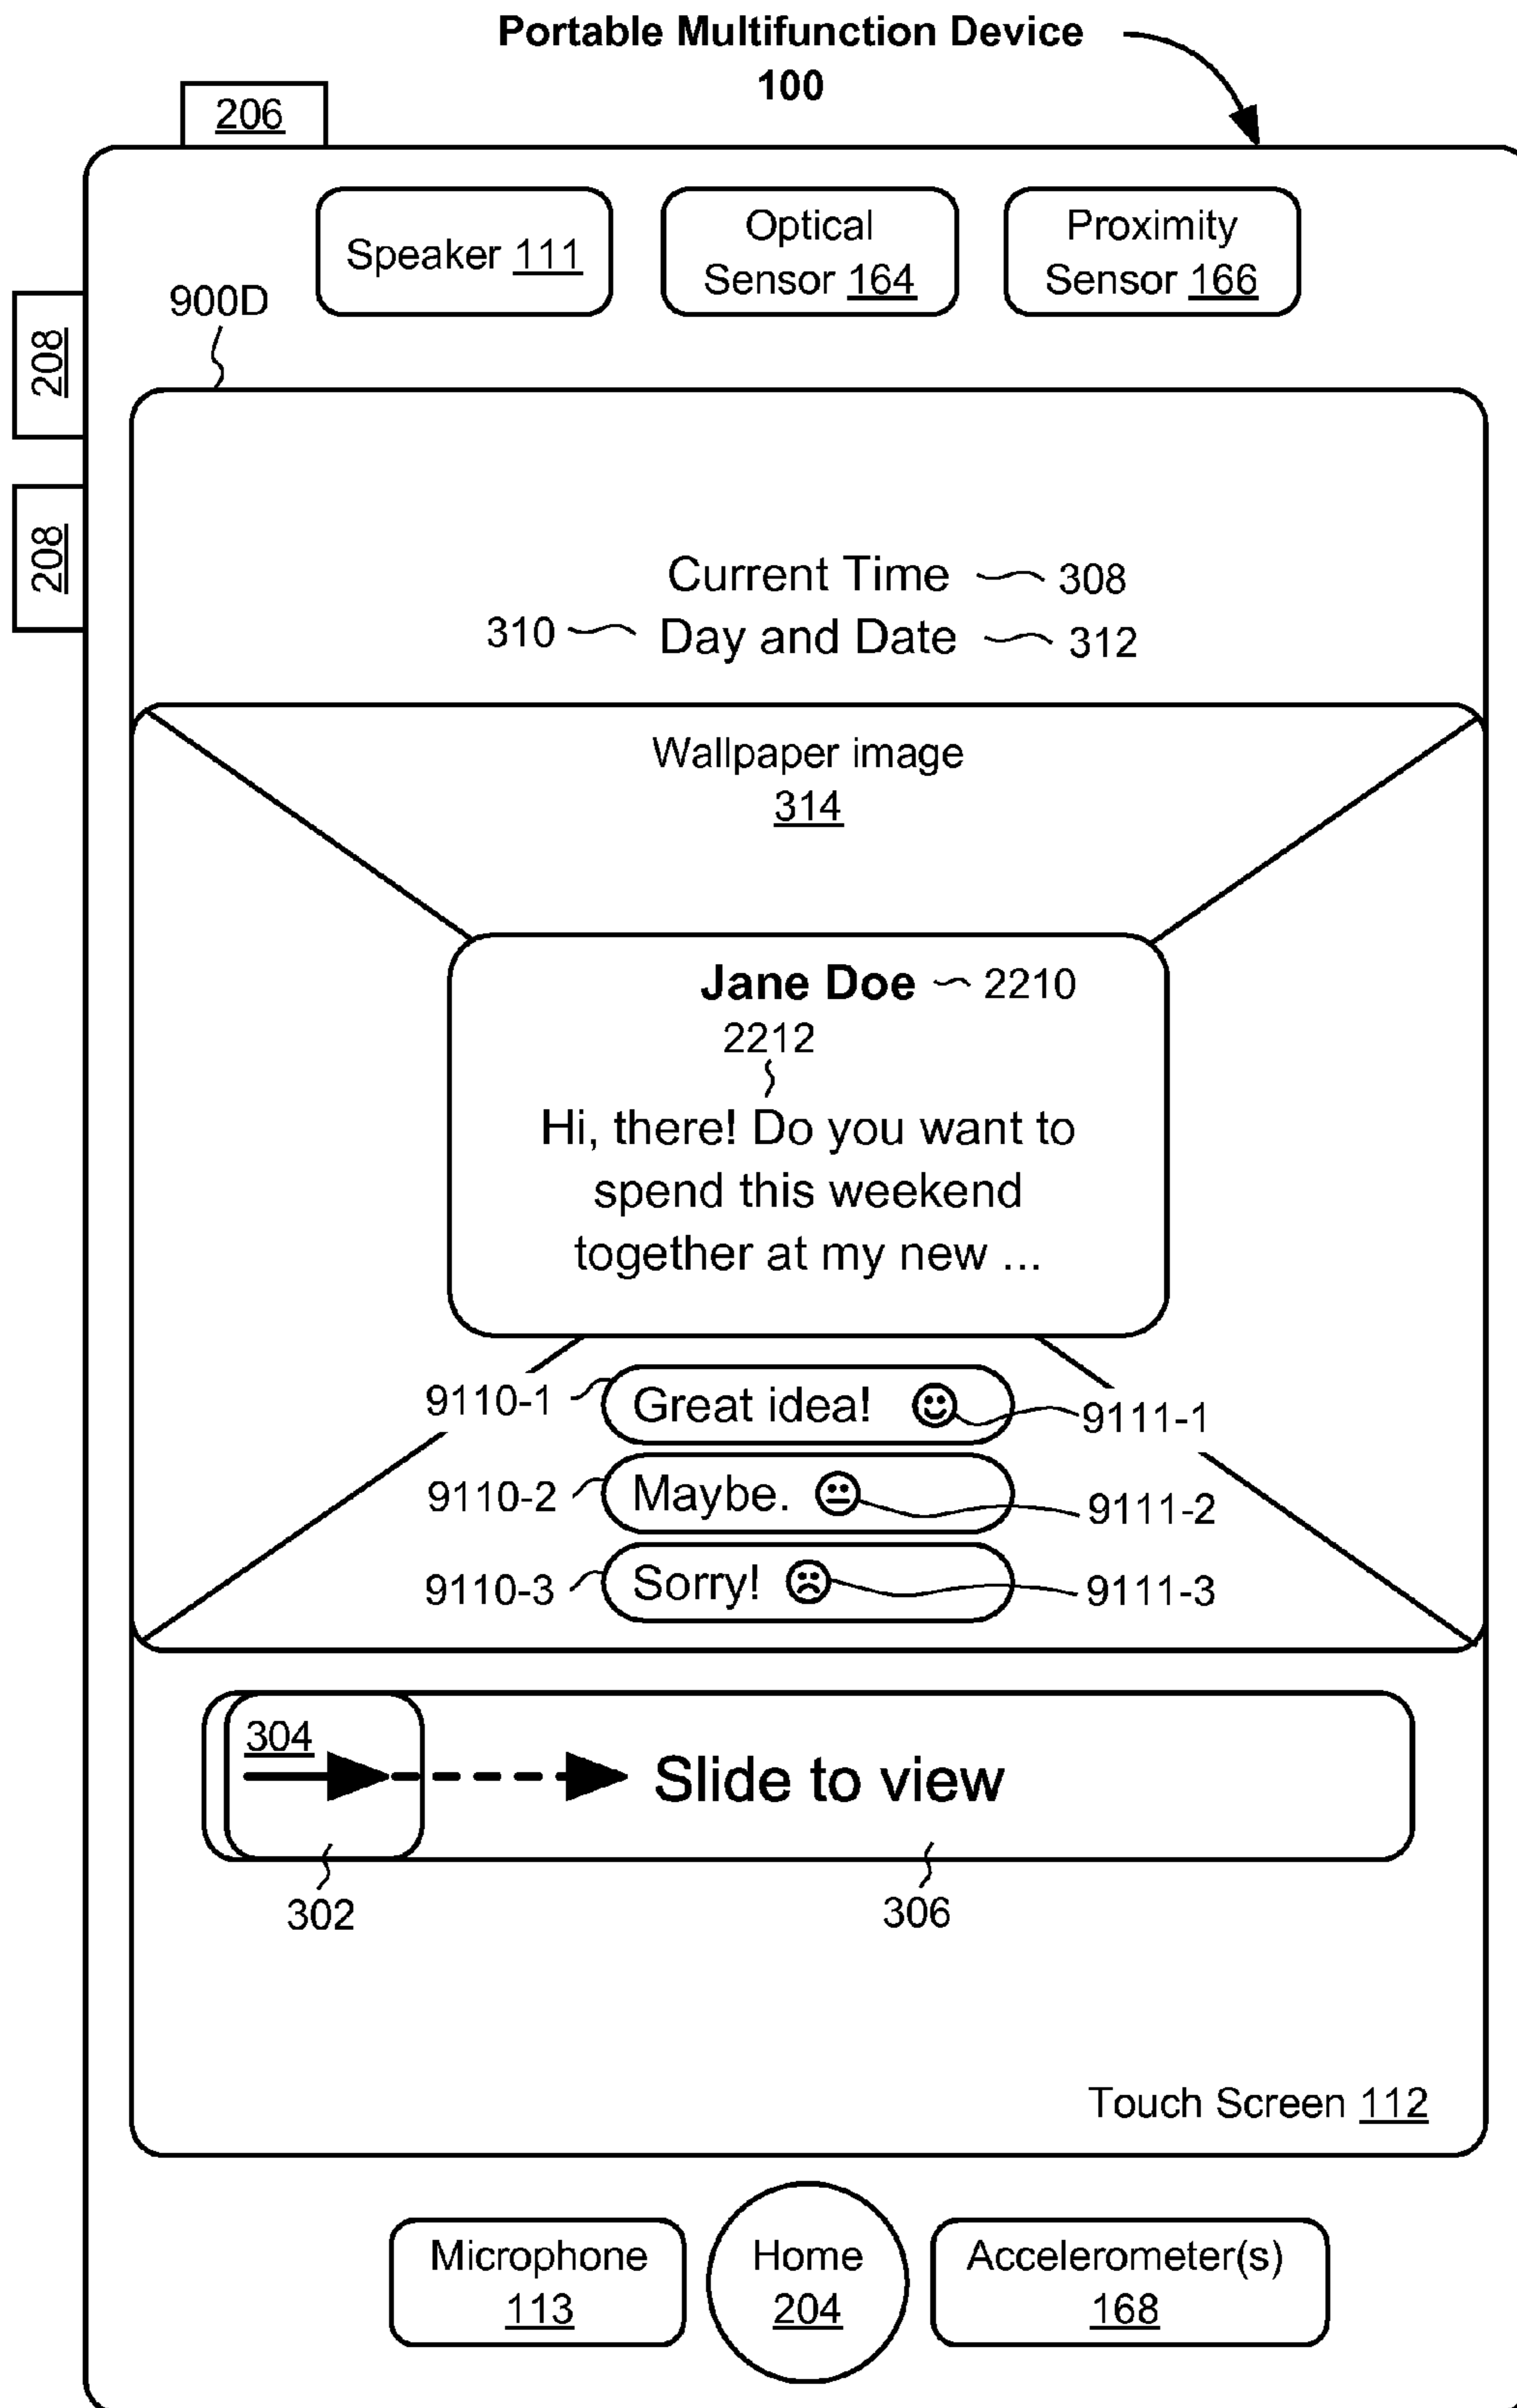 Portable Multifunction Device
100
206
Speaker 111
Optical
Sensor 164
Proximity
Sensor 166
900D
208
208
Current Time 308
310 Day and Date 312
Wallpaper image
314
Jane Doe 2210
2212
Hi, there! Do you want to
spend this weekend
together at my new ...
9110-1 Great idea! 9111-1
9110-2 Maybe. 9111-2
9110-3 Sorry! 9111-3
304
Slide to view
302
306
Touch Screen 112
Microphone
113
Home
204
Accelerometer(s)
168